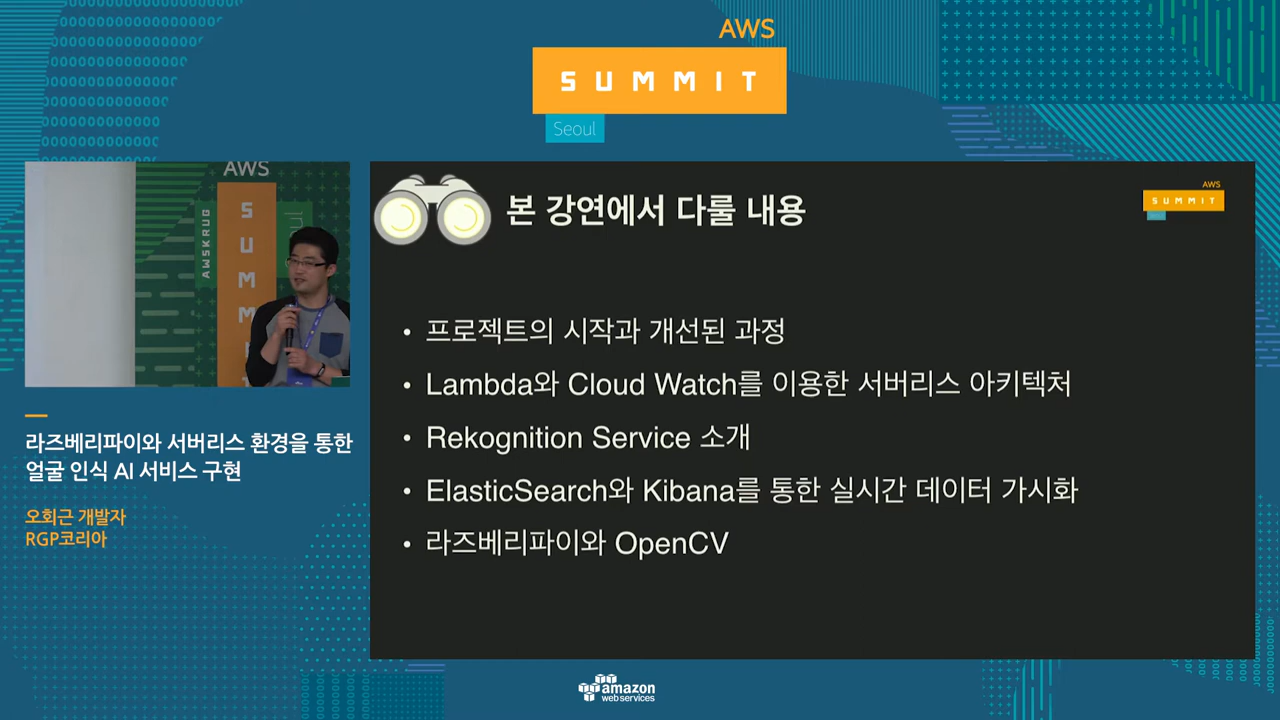 AWS
SUMMIT
Seoul
AWS
SUMM
AWSKRUG
라즈베리파이와 서버리스 환경을 통한
얼굴 인식 AI 서비스 구현
오회근 개발자
RGP코리아
본 강연에서 다룰 내용
AWS
SUMMIT
• 프로젝트의 시작과 개선된 과정
• Lambda와 Cloud Watch를 이용한 서버리스 아키텍처
• Rekognition Service 소개
• ElasticSearch와 Kibana를 통한 실시간 데이터 가시화
• 라즈베리파이와 OpenCV
amazon
web services